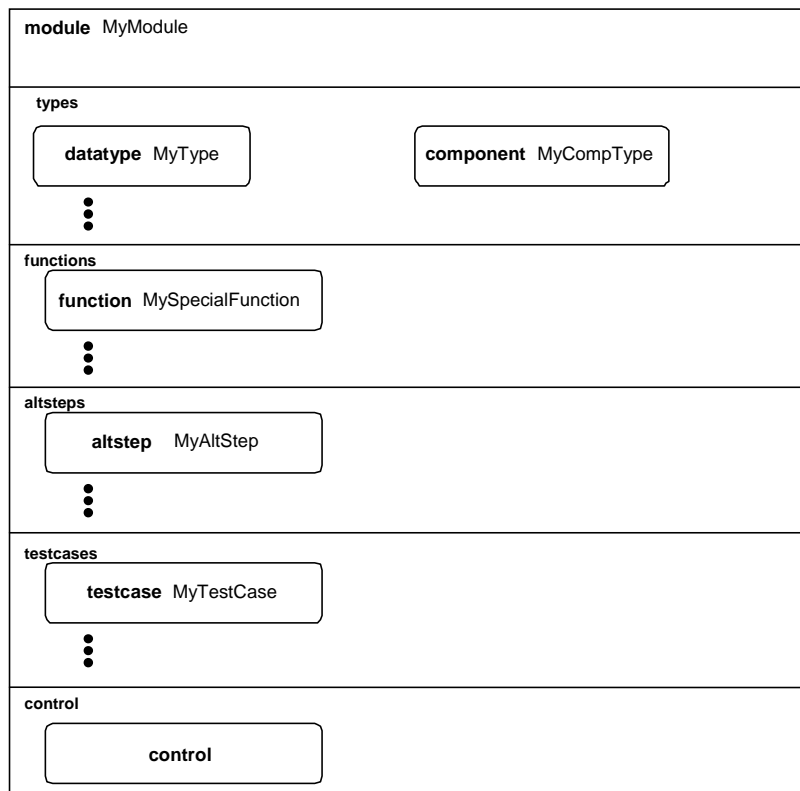 module MyModule
types
datatype MyType
component MyCompType
functions
function MySpecialFunction
altsteps
altstep MyAltStep
testcases
testcase MyTestCase
control
control